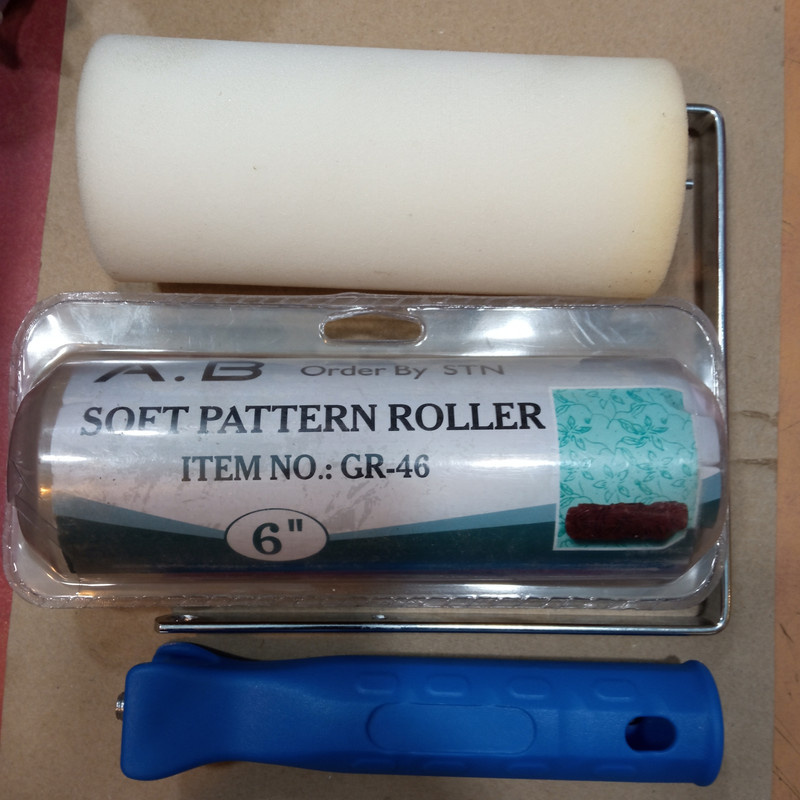 A.B Order By STN
SOFT PATTERN ROLLER
ITEM NO.: GR-46
6"